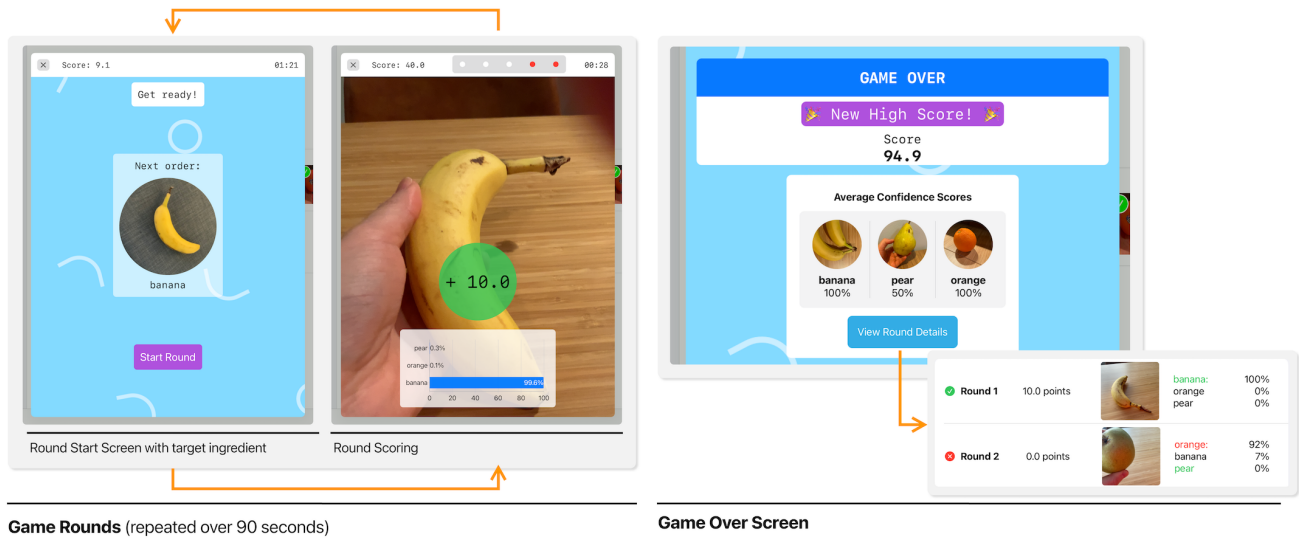 Score: 9.1 01:21
Get ready!
Next order:
banana
Start Round
Round Start Screen with target ingredient
Score: 40.0 00:28
+ 10.0
pear 0.3%
orange 0.1%
banana 99.6%
0 20 40 60 80 100
Round Scoring
Game Rounds (repeated over 90 seconds)
GAME OVER
🎉 New High Score! 🎉
Score
94.9
Average Confidence Scores
banana pear orange
100% 50% 100%
View Round Details
Round 1 10.0 points banana: 100%
orange 0%
pear 0%
Round 2 0.0 points orange: 92%
banana 7%
pear 0%
Game Over Screen